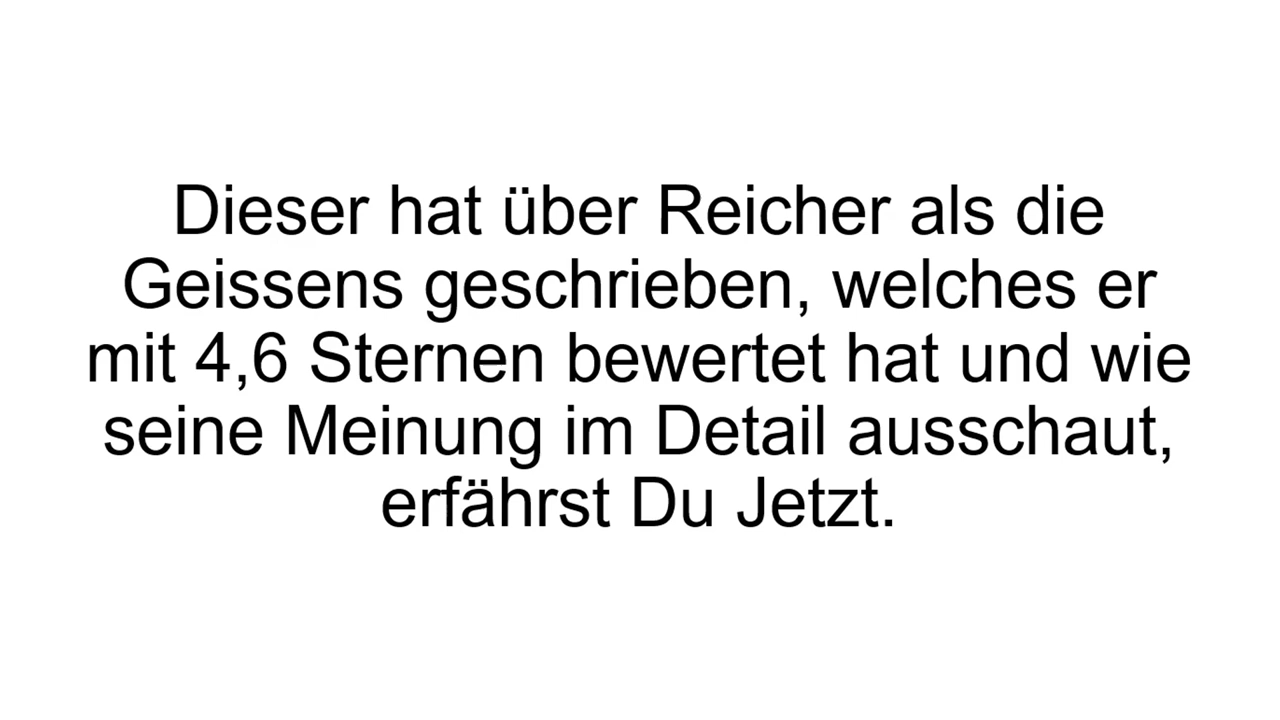 Dieser hat über Reicher als die
Geissens geschrieben, welches er
mit 4,6 Sternen bewertet hat und wie
seine Meinung im Detail ausschaut,
erfährst Du Jetzt.